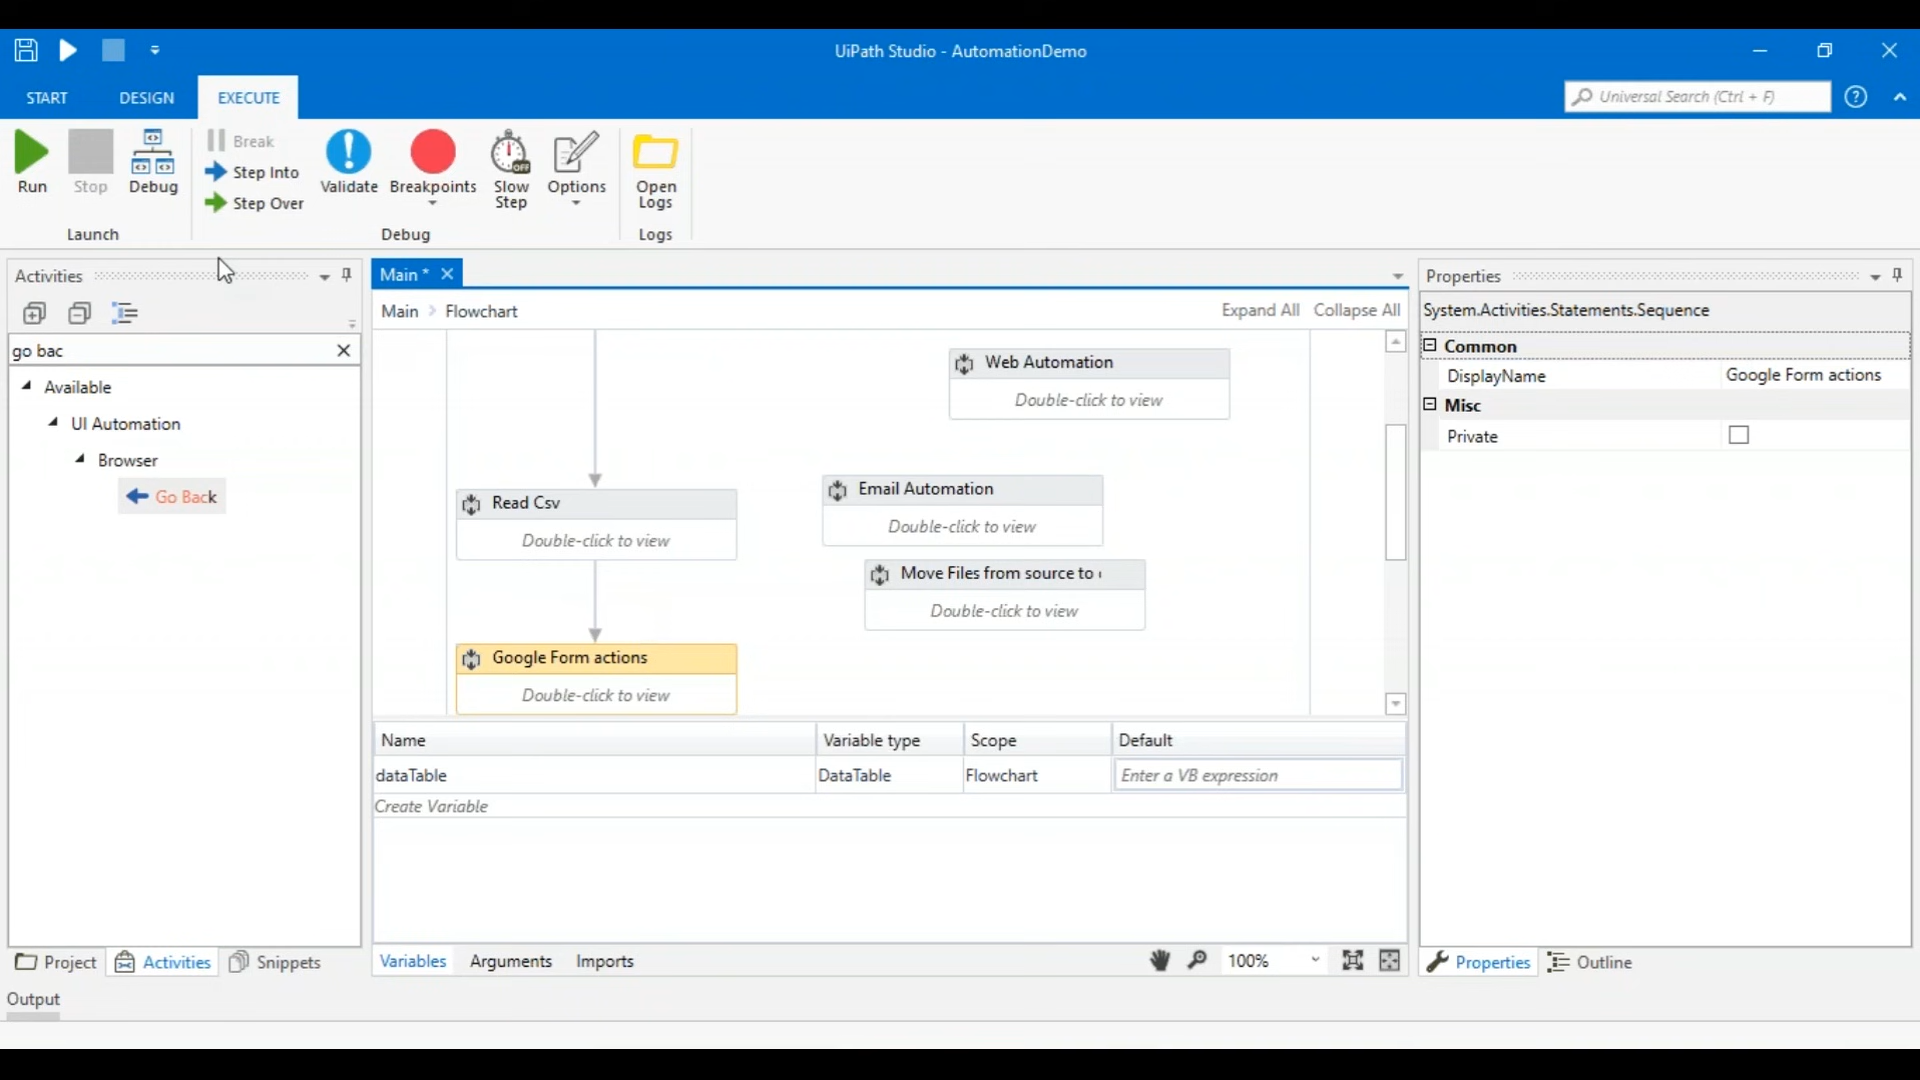 UiPath Studio - AutomationDemo
START DESIGN EXECUTE
Universal Search (Ctrl + F)
Run
Stop
Debug
Launch
Break
Step Into
Step Over
Validate
Breakpoints
Slow
Step
Options
Debug
Open
Logs
Logs
Activities
go bac
Available
UI Automation
Browser
Go Back
Project Activities Snippets
Main *
Main > Flowchart
Expand All Collapse All
Web Automation
Double-click to view
Read Csv
Double-click to view
Email Automation
Double-click to view
Move Files from source to
Double-click to view
Google Form actions
Double-click to view
Name Variable type Scope Default
dataTable DataTable Flowchart Enter a VB expression
Create Variable
Variables Arguments Imports
100%
Properties
System.Activities.Statements.Sequence
Common
DisplayName Google Form actions
Misc
Private
Properties Outline
Output